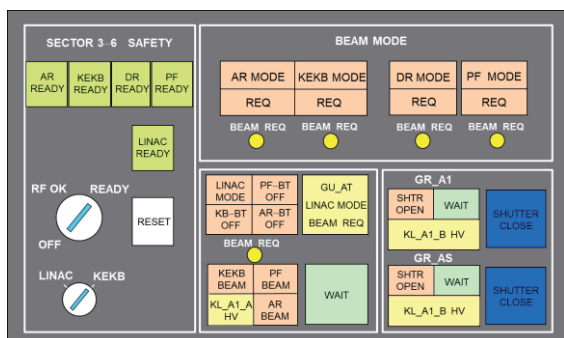 SECTOR 3–6 SAFETY
AR
READY
KEKB
READY
DR
READY
PF
READY
LINAC
READY
RF OK
READY
OFF
RESET
LINAC
KEKB
BEAM MODE
AR MODE
KEKB MODE
REQ
REQ
BEAM REQ
BEAM REQ
DR MODE
PF MODE
REQ
REQ
BEAM REQ
BEAM REQ
LINAC
MODE
PF–BT
OFF
KB–BT
OFF
AR–BT
OFF
GU_AT
LINAC MODE
BEAM REQ
BEAM REQ
KEKB
BEAM
PF
BEAM
KL_A1_A
HV
AR
BEAM
WAIT
GR_A1
SHTR
OPEN
WAIT
KL_A1_B HV
SHUTTER
CLOSE
GR_AS
SHTR
OPEN
WAIT
KL_A1_B HV
SHUTTER
CLOSE